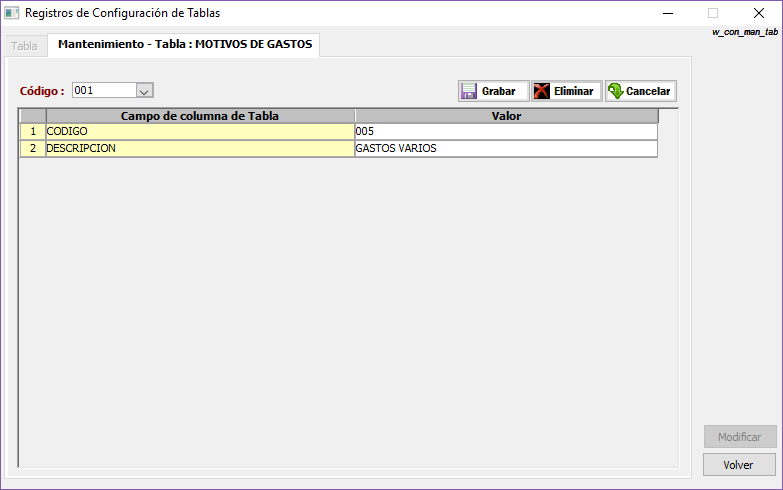 Registros de Configuración de Tablas
w_con_man_tab
Tabla
Mantenimiento - Tabla : MOTIVOS DE GASTOS
Código : 001
Grabar Eliminar Cancelar
Campo de columna de Tabla Valor
1 CODIGO 005
2 DESCRIPCION GASTOS VARIOS
Modificar
Volver